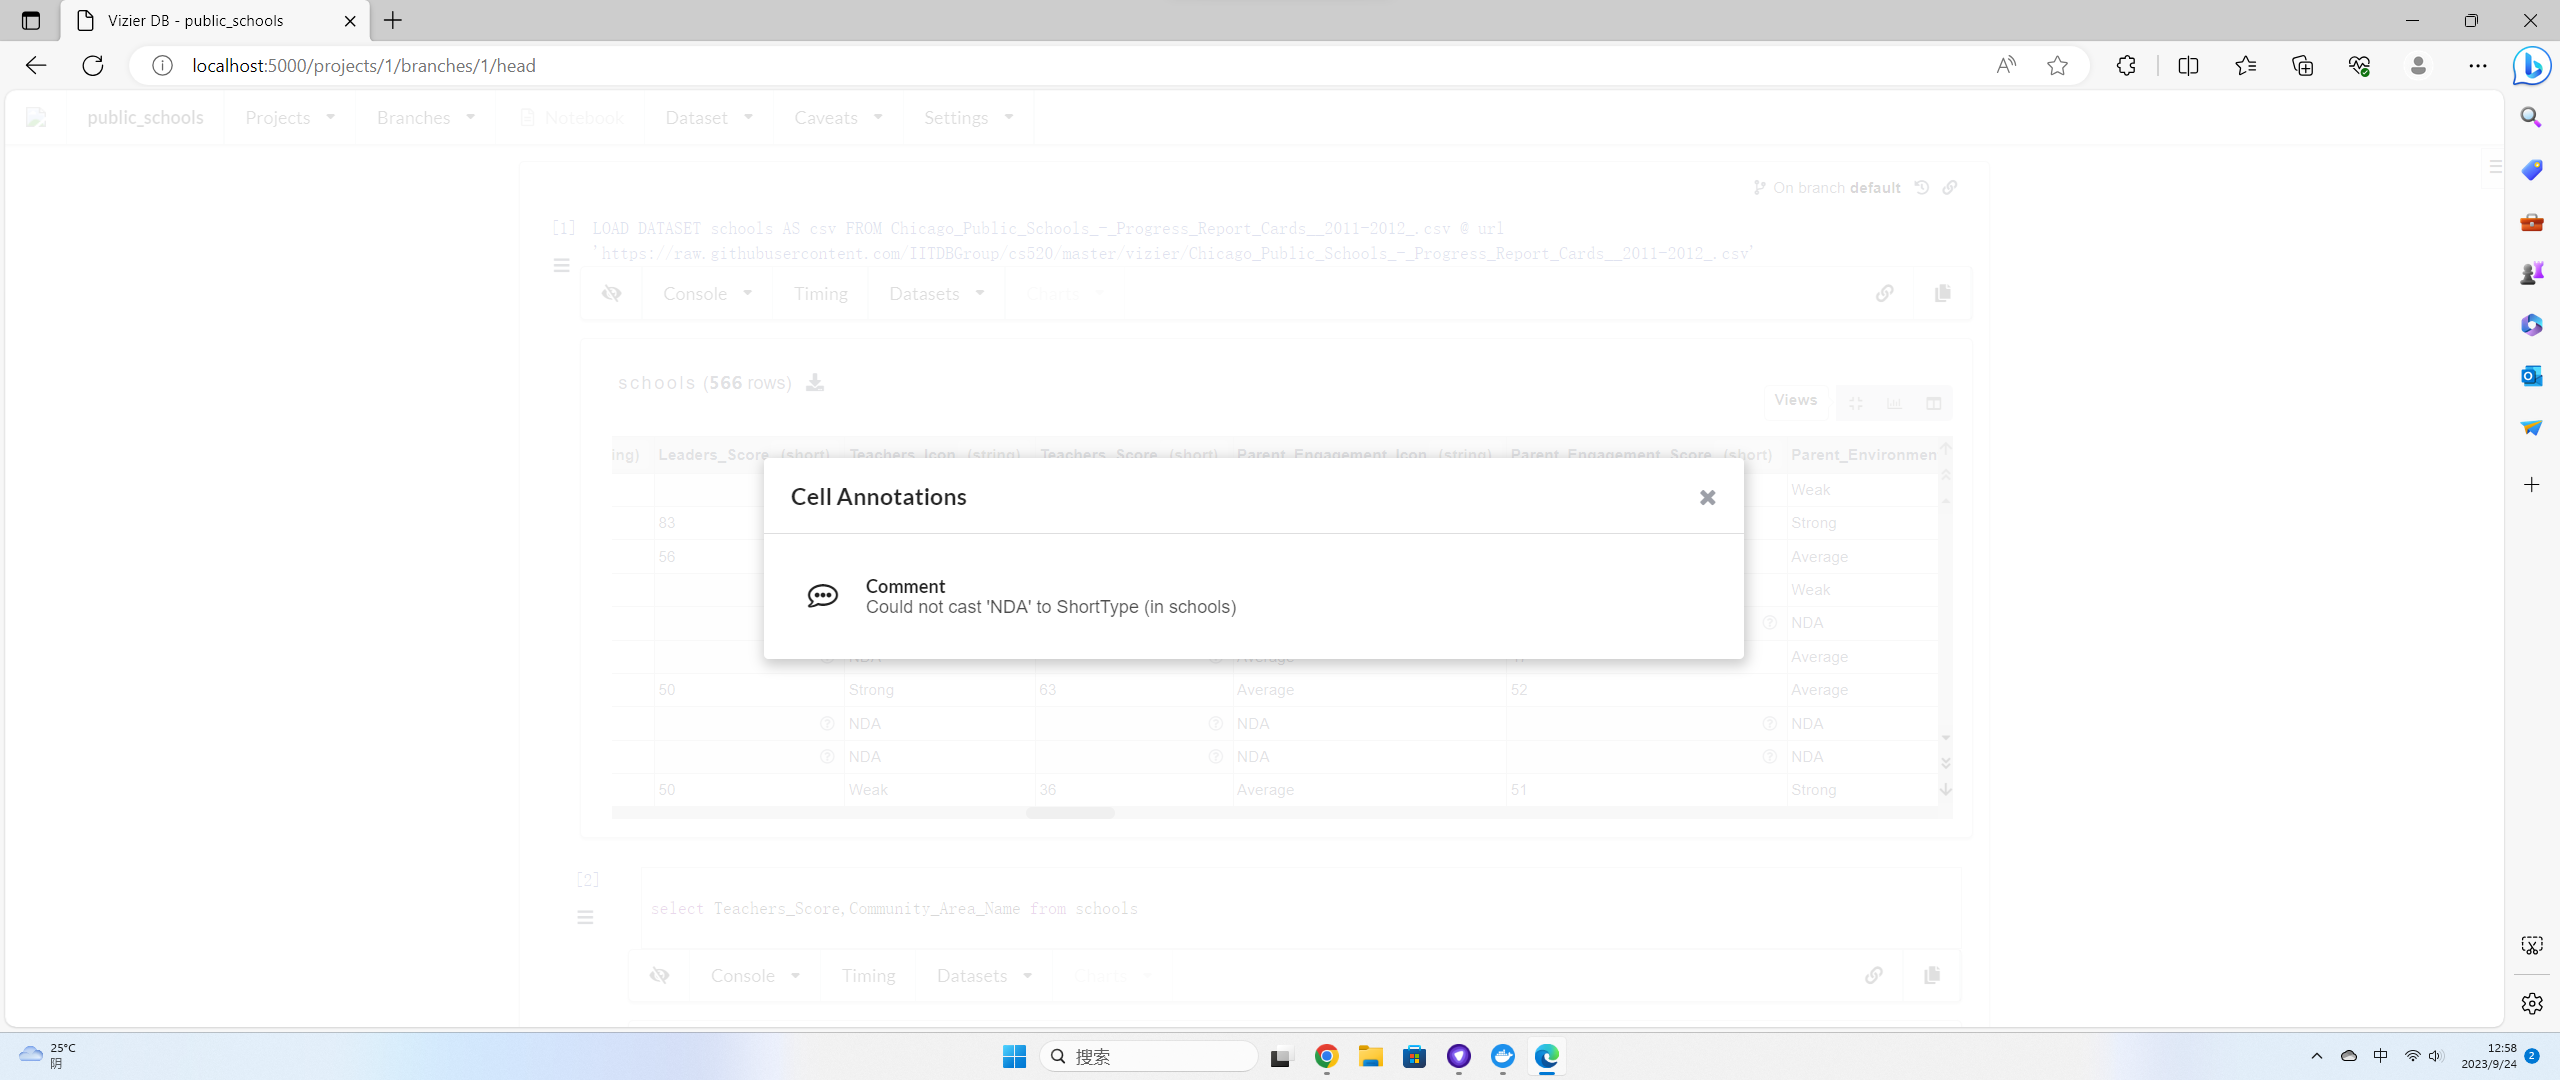 Vizier DB - public_schools
localhost:5000/projects/1/branches/1/head
public_schools Projects Branches Notebook Dataset Caveats Settings
On branch default
[1] LOAD DATASET schools AS csv FROM Chicago_Public_Schools_-_Progress_Report_Cards__2011-2012_.csv @ url
'https://raw.githubusercontent.com/IITDBGroup/cs520/master/vizier/Chicago_Public_Schools_-_Progress_Report_Cards__2011-2012_.csv'
Console Timing Datasets Charts
schools (566 rows)
Views
ing) Leaders_Score (short) Teachers_Icon (string) Teachers_Score (short) Parent_Engagement_Icon (string) Parent_Engagement_Score (short) Parent_Environmen
Weak
83 Strong
56 Average
Weak
NDA
Average
Cell Annotations
Comment
Could not cast 'NDA' to ShortType (in schools)
50 Strong 63 Average 52 Average
NDA NDA NDA
NDA NDA NDA
50 Weak 36 Average 51 Strong
[2]
select Teachers_Score,Community_Area_Name from schools
Console Timing Datasets Charts
25°C
阴
搜索
中
12:58
2023/9/24
2